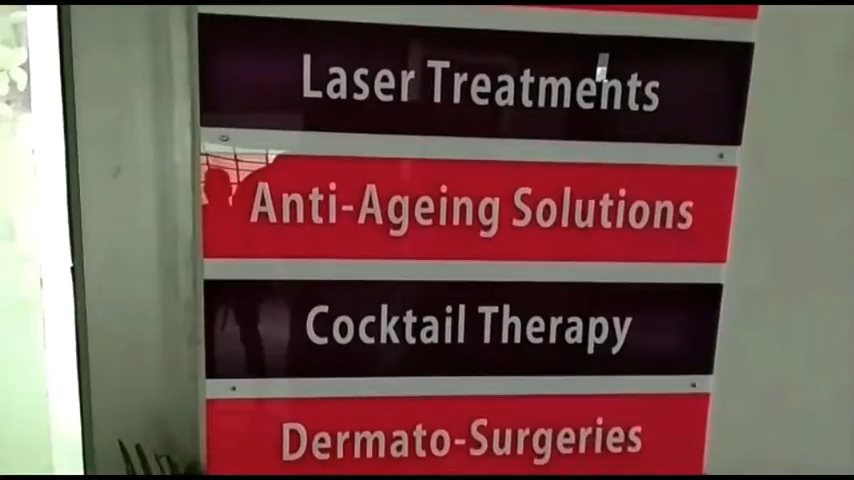 Laser Treatments
Anti-Ageing Solutions
Cocktail Therapy
Dermato-Surgeries